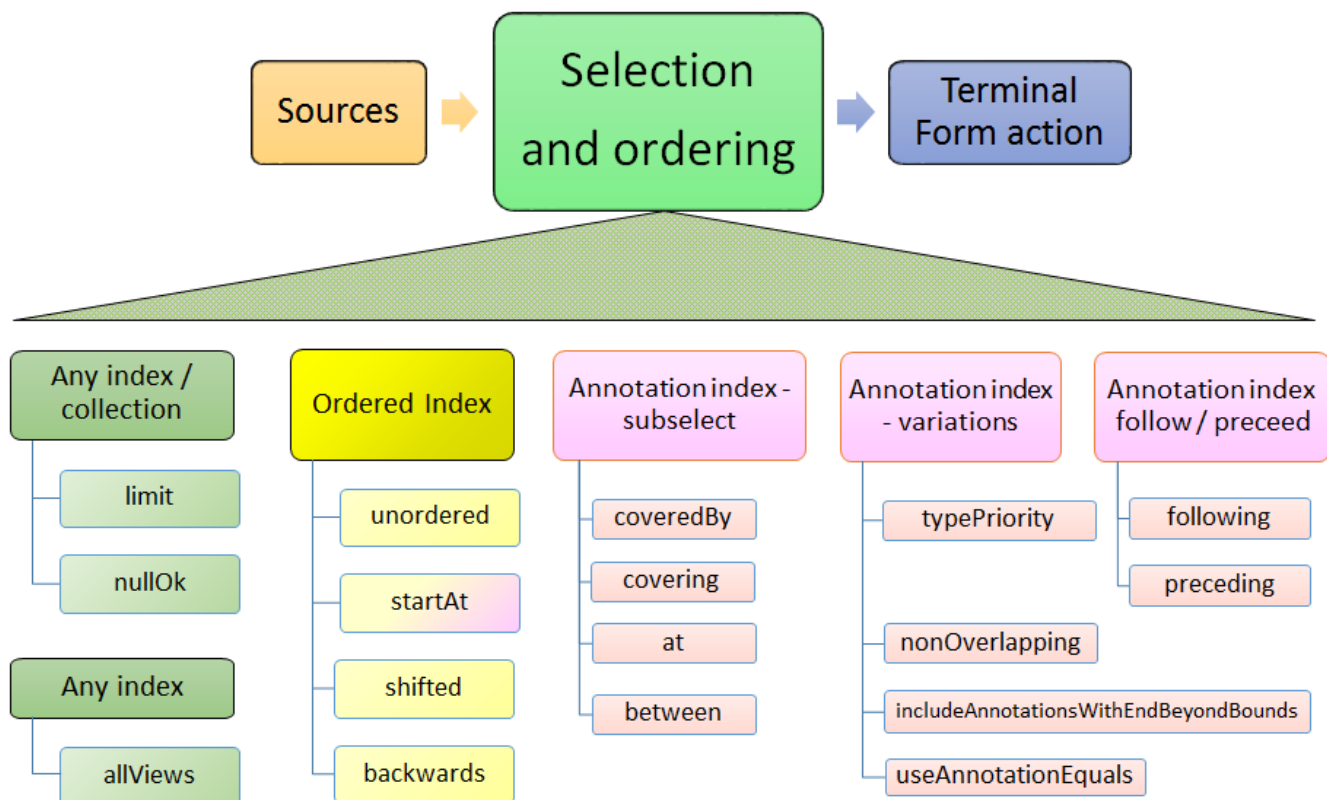 Sources
Selection
and ordering
Terminal
Form action
Any index /
collection
limit
nullOk
Any index
allViews
Ordered Index
unordered
startAt
shifted
backwards
Annotation index -
subselect
coveredBy
covering
at
between
Annotation index
- variations
typePriority
nonOverlapping
includeAnnotationsWithEndBeyondBounds
useAnnotationEquals
Annotation index
follow / preceed
following
preceding